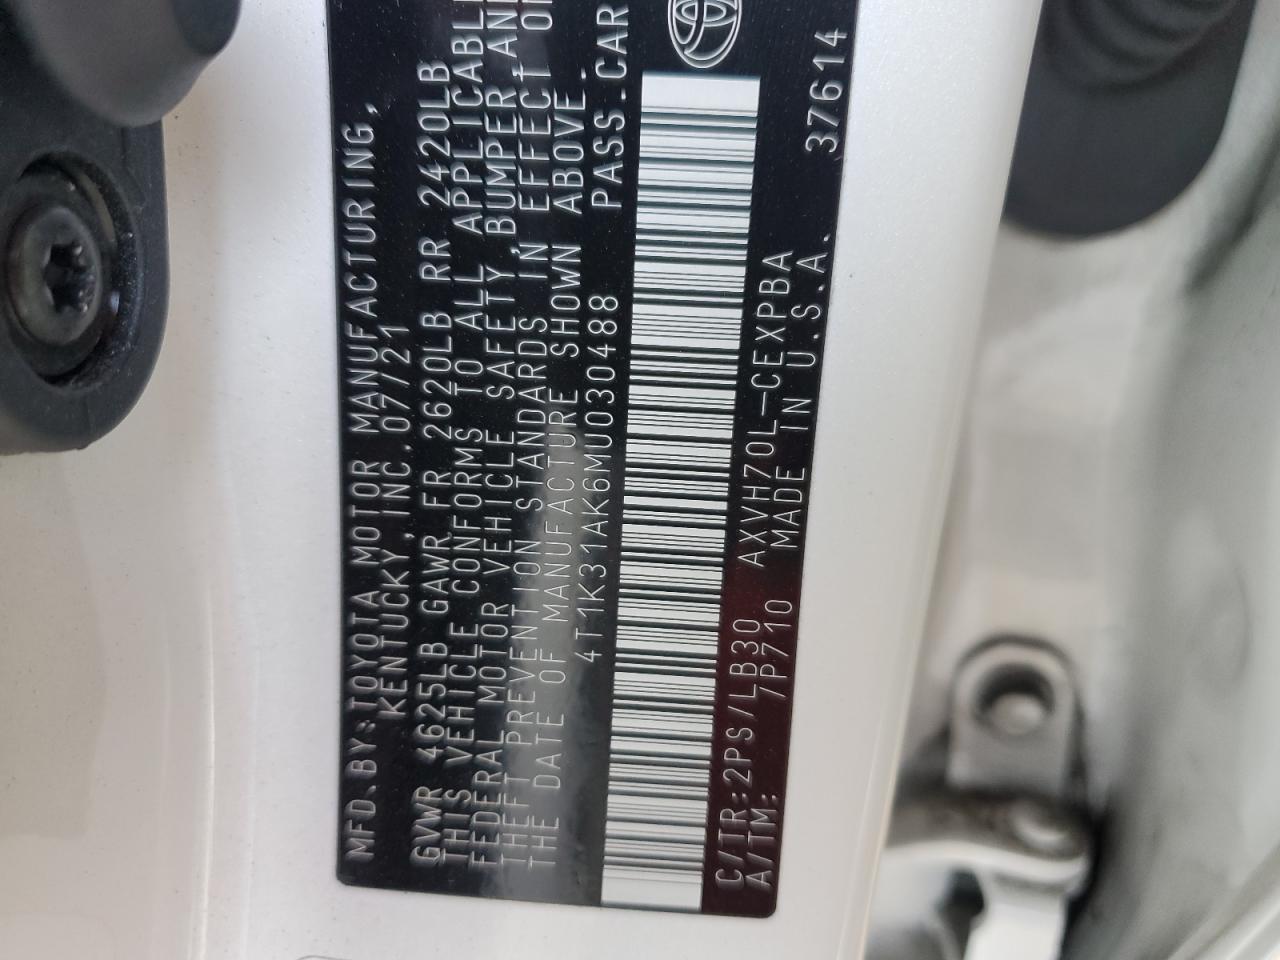 MFD.BY:TOYOTA MOTOR MANUFACTURING,
KENTUCKY,INC.07/21
GVWR 4625LB GAWR FR 2620LB RR 2420LB
THIS VEHICLE CONFORMS TO ALL APPLICABLE
FEDERAL MOTOR VEHICLE SAFETY,BUMPER,AND
THEFT PREVENT ON STANDARDS IN EFFECT ON
THE DATE OF MANUFACTURE SHOWN ABOVE.
4T1K31AK6MU030488 PASS.CAR
C/TR:2PS/LB30 AXVH70L-CEXPBA 37614
A/TM: 7P710 MADE IN U.S.A.